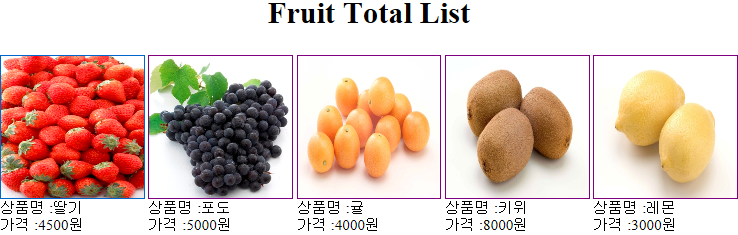 Fruit Total List
상품명 :딸기 상품명 :포도 상품명 :귤 상품명 :키위 상품명 :레몬
가격 :4500원 가격 :5000원 가격 :4000원 가격 :8000원 가격 :3000원